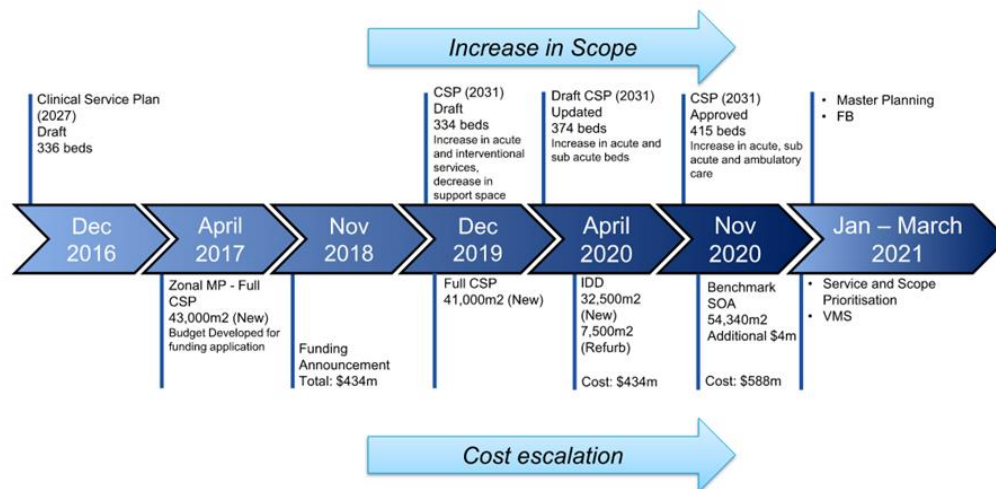 Increase in Scope
Clinical Service Plan
(2027)
Draft
336 beds
CSP (2031)
Draft
334 beds
Increase in acute
and interventional
services,
decrease in
support space
Draft CSP (2031)
Updated
374 beds
Increase in acute and
sub acute beds
CSP (2031)
Approved
415 beds
Increase in acute, sub
acute and ambulatory
care
• Master Planning
• FB
Dec
2016
April
2017
Nov
2018
Dec
2019
April
2020
Nov
2020
Jan – March
2021
Zonal MP - Full
CSP
43,000m2 (New)
Budget Developed for
funding application
Funding
Announcement
Total: $434m
Full CSP
41,000m2 (New)
IDD
32,500m2
(New)
7,500m2
(Refurb)
Cost: $434m
Benchmark
SOA
54,340m2
Additional $4m
Cost: $588m
• Service and Scope
Prioritisation
• VMS
Cost escalation